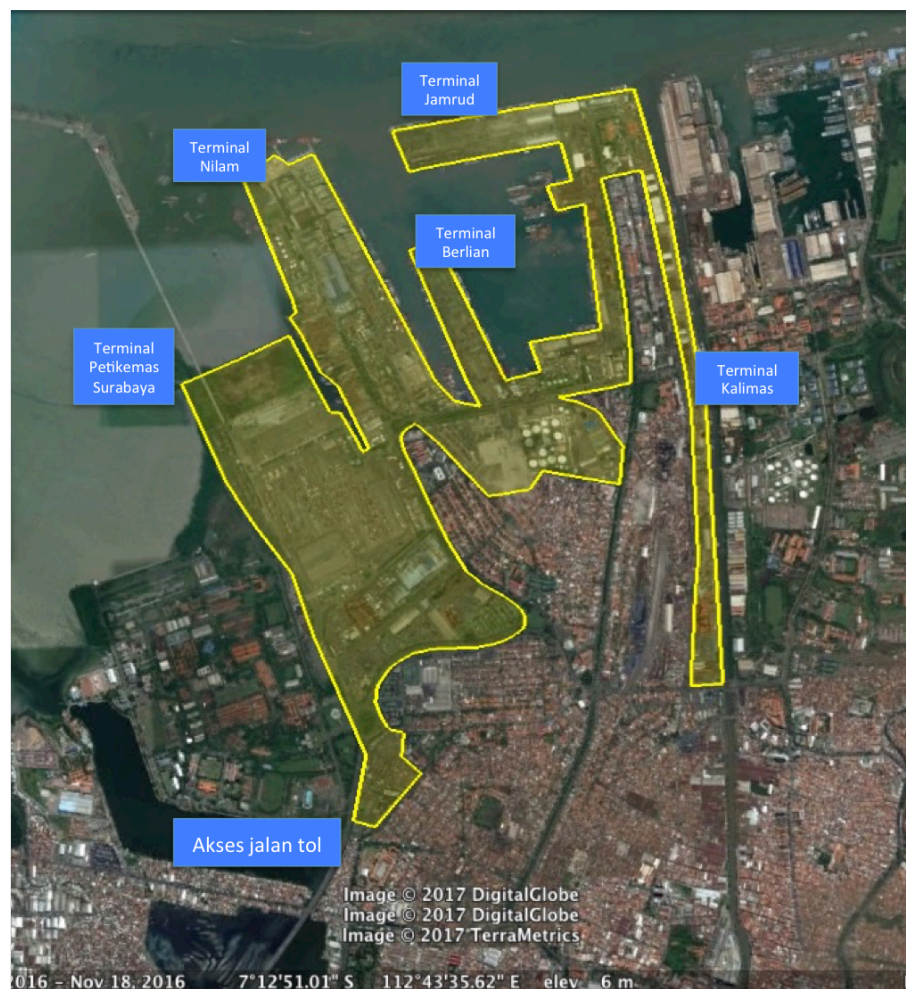 Terminal
Jamrud
Terminal
Nilam
Terminal
Berlian
Terminal
Petikemas
Surabaya
Terminal
Kalimas
Akses jalan tol
Image © 2017 DigitalGlobe
Image © 2017 DigitalGlobe
Image © 2017 TerraMetrics
2016 – Nov 18, 2016 7°12'51.01" S 112°43'35.62" E elev 6 m